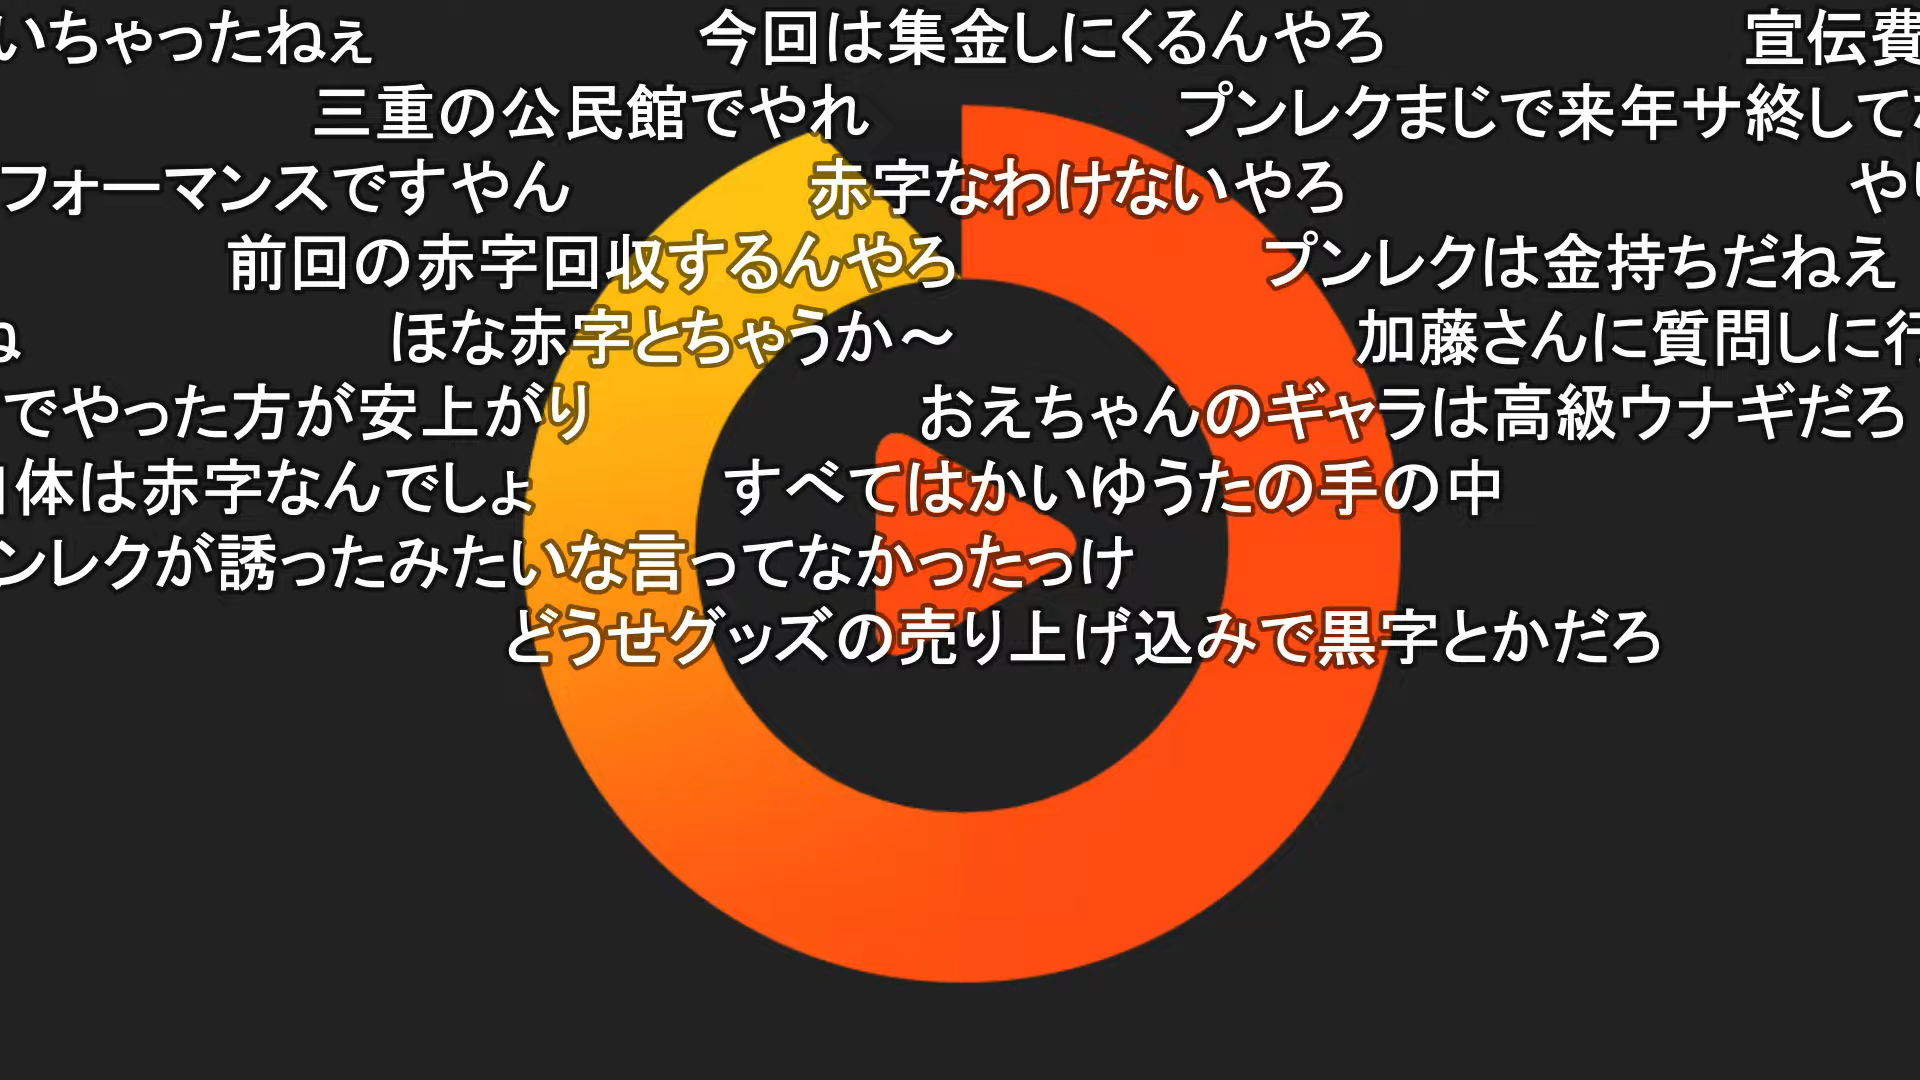 いちゃったねぇ 今回は集金しにくるんやろ 宣伝費
三重の公民館でやれ プンレクまじで来年サ終して
フォーマンスですやん 赤字なわけないやろ や
前回の赤字回収するんやろ プンレクは金持ちだねえ
ね ほな赤字とちゃうか～ 加藤さんに質問しに行
でやった方が安上がり おえちゃんのギャラは高級ウナギだろ
体は赤字なんでしょ すべてはかいゆうたの手の中
ンレクが誘ったみたいな言ってなかったっけ
どうせグッズの売り上げ込みで黒字とかだろ